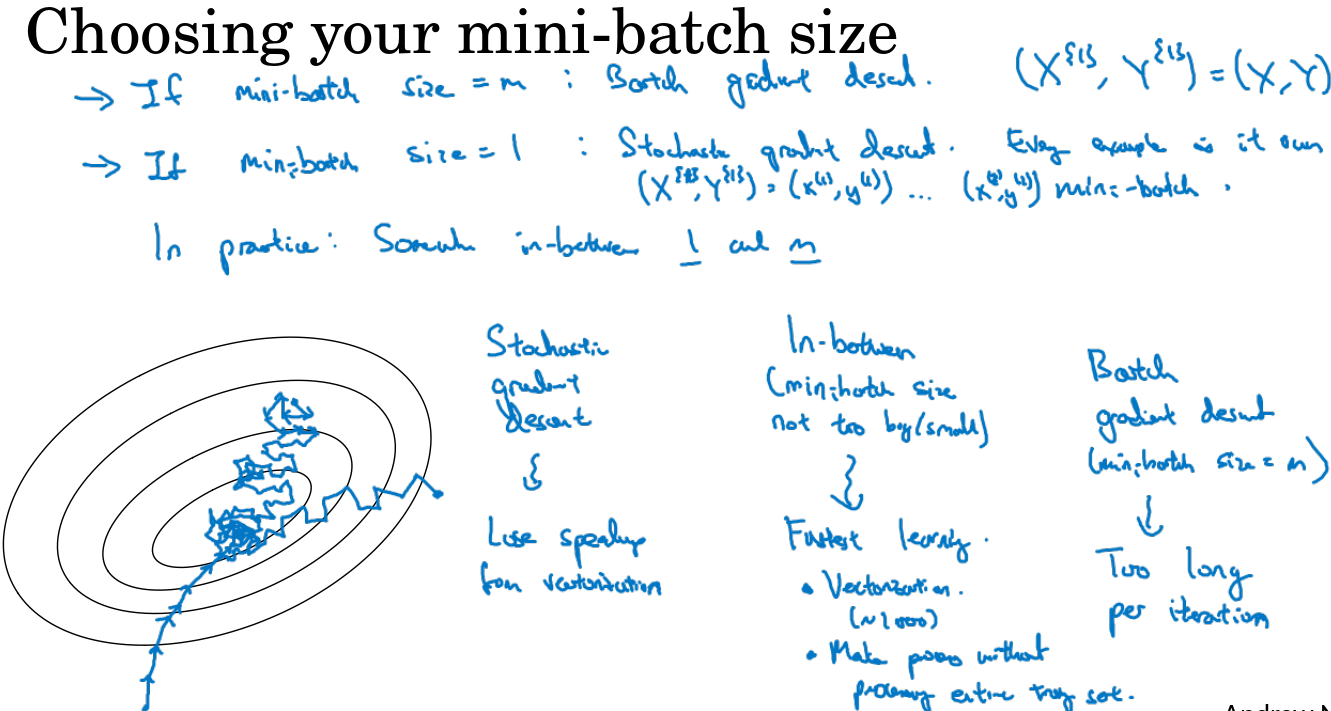 Choosing your mini-batch size
→ If mini-batch size = m : Batch gradient descent. (X^{1}, Y^{1}) = (X, Y)
→ If mini-batch size = 1 : Stochastic gradient descent. Every example is it own
(X^{1}, Y^{1}) = (x^(1), y^(1)) ... (x^(2), y^(2)) mini-batch.
In practice: Somewhere in-between 1 and m
Stochastic
gradient
descent
Lose speedup
from vectorization
In-between
(mini-batch size
not too big/small)
Fastest learning.
• Vectorization.
(~1000)
• Make progress without
processing entire training set.
Batch
gradient descent
(mini-batch size = m)
Too long
per iteration
Andrew N